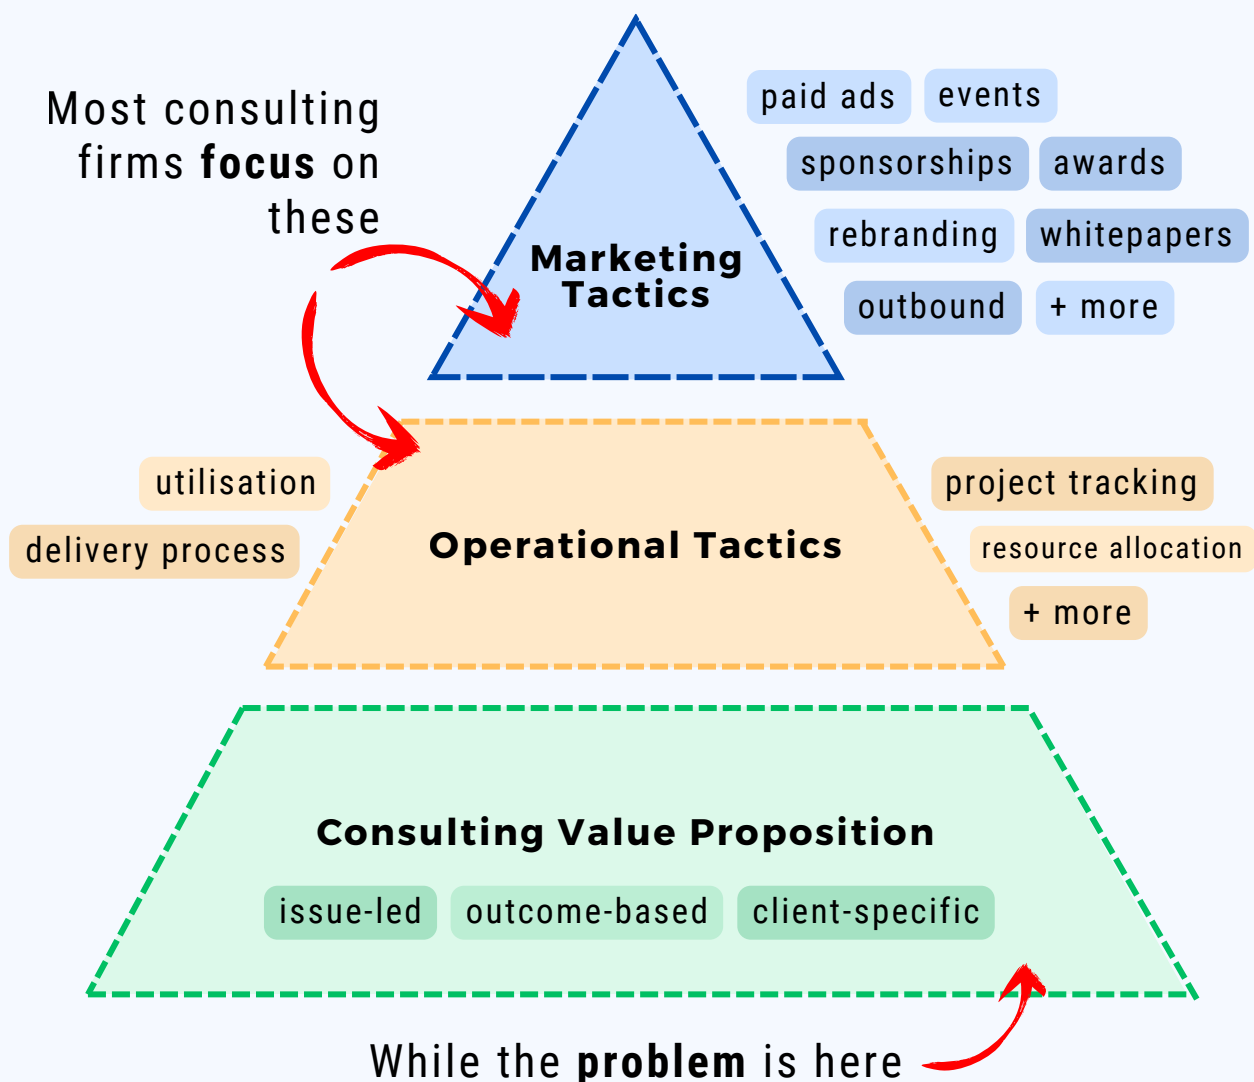 Most consulting
firms focus on
these
paid ads
events
sponsorships
awards
rebranding
whitepapers
outbound
+ more
Marketing
Tactics
utilisation
delivery process
Operational Tactics
project tracking
resource allocation
+ more
Consulting Value Proposition
issue-led
outcome-based
client-specific
While the problem is here